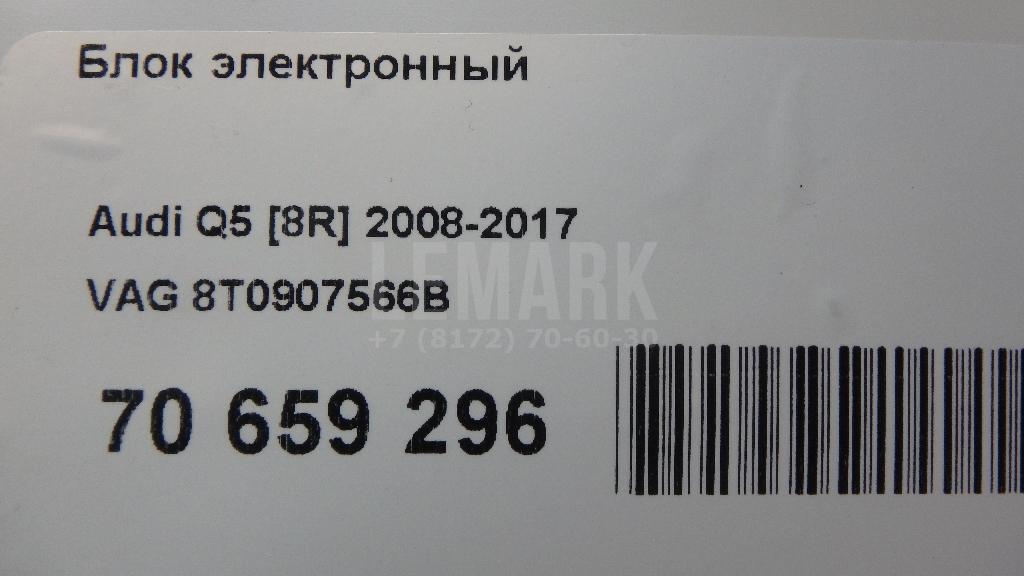 Блок электронный
Audi Q5 [8R] 2008-2017
VAG 8T0907566B
LEMARK
+7 (8172) 70-60-30
70 659 296